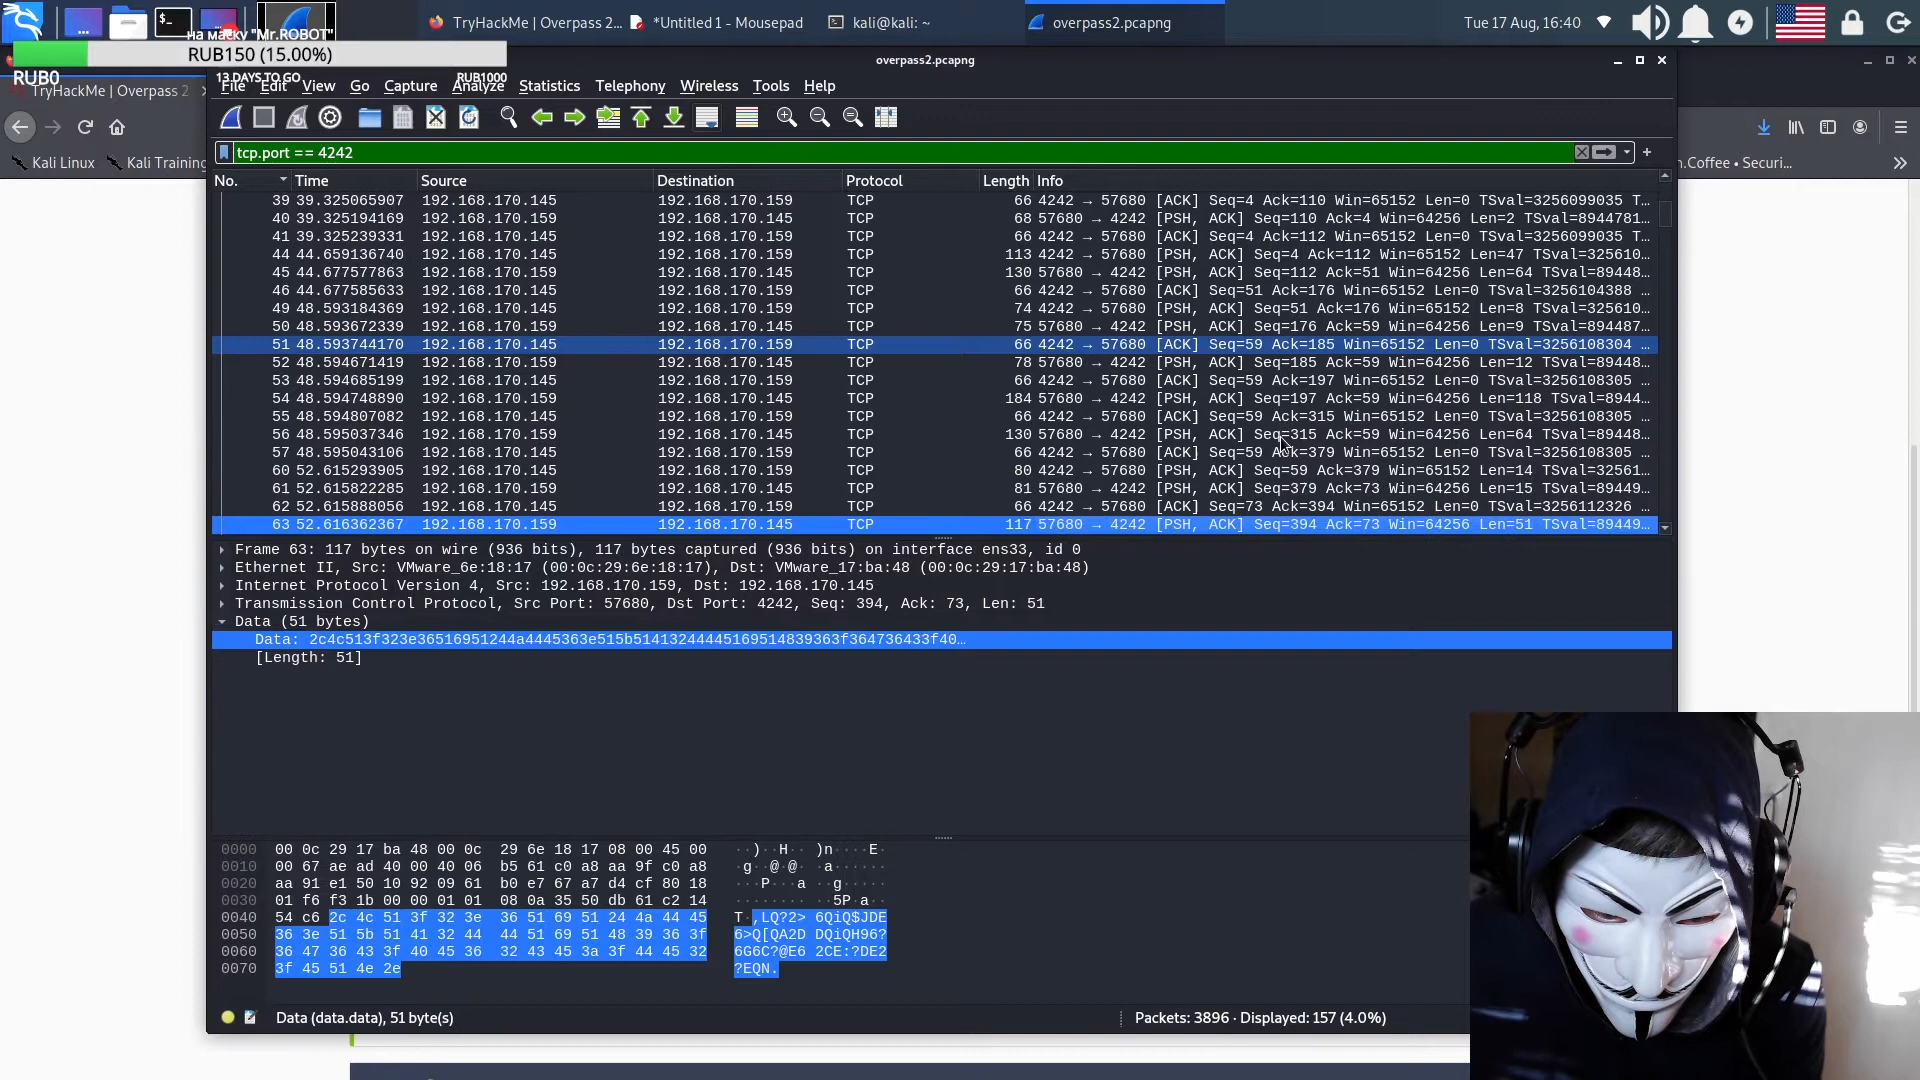 TryHackMe | Overpass 2...
*Untitled 1 - Mousepad
kali@kali: ~
overpass2.pcapng
Tue 17 Aug, 16:40
на маску "Mr.ROBOT"
RUB150 (15.00%)
RUB0
13 DAYS TO GO
RUB1000
TryHackMe | Overpass 2
overpass2.pcapng
File Edit View Go Capture Analyze Statistics Telephony Wireless Tools Help
Kali Linux
Kali Training
n.Coffee • Securi...
tcp.port == 4242
No. Time Source Destination Protocol Length Info
39 39.325065907 192.168.170.145 192.168.170.159 TCP 66 4242 → 57680 [ACK] Seq=4 Ack=110 Win=65152 Len=0 TSval=3256099035 T…
40 39.325194169 192.168.170.159 192.168.170.145 TCP 68 57680 → 4242 [PSH, ACK] Seq=110 Ack=4 Win=64256 Len=2 TSval=8944781…
41 39.325239331 192.168.170.145 192.168.170.159 TCP 66 4242 → 57680 [ACK] Seq=4 Ack=112 Win=65152 Len=0 TSval=3256099035 T…
44 44.659136740 192.168.170.145 192.168.170.159 TCP 113 4242 → 57680 [PSH, ACK] Seq=4 Ack=112 Win=65152 Len=47 TSval=325610…
45 44.677577863 192.168.170.159 192.168.170.145 TCP 130 57680 → 4242 [PSH, ACK] Seq=112 Ack=51 Win=64256 Len=64 TSval=89448…
46 44.677585633 192.168.170.145 192.168.170.159 TCP 66 4242 → 57680 [ACK] Seq=51 Ack=176 Win=65152 Len=0 TSval=3256104388 …
49 48.593184369 192.168.170.145 192.168.170.159 TCP 74 4242 → 57680 [PSH, ACK] Seq=51 Ack=176 Win=65152 Len=8 TSval=325610…
50 48.593672339 192.168.170.159 192.168.170.145 TCP 75 57680 → 4242 [PSH, ACK] Seq=176 Ack=59 Win=64256 Len=9 TSval=894487…
51 48.593744170 192.168.170.145 192.168.170.159 TCP 66 4242 → 57680 [ACK] Seq=59 Ack=185 Win=65152 Len=0 TSval=3256108304 …
52 48.594671419 192.168.170.159 192.168.170.145 TCP 78 57680 → 4242 [PSH, ACK] Seq=185 Ack=59 Win=64256 Len=12 TSval=89448…
53 48.594685199 192.168.170.145 192.168.170.159 TCP 66 4242 → 57680 [ACK] Seq=59 Ack=197 Win=65152 Len=0 TSval=3256108305 …
54 48.594748890 192.168.170.159 192.168.170.145 TCP 184 57680 → 4242 [PSH, ACK] Seq=197 Ack=59 Win=64256 Len=118 TSval=8944…
55 48.594807082 192.168.170.145 192.168.170.159 TCP 66 4242 → 57680 [ACK] Seq=59 Ack=315 Win=65152 Len=0 TSval=3256108305 …
56 48.595037346 192.168.170.159 192.168.170.145 TCP 130 57680 → 4242 [PSH, ACK] Seq=315 Ack=59 Win=64256 Len=64 TSval=89448…
57 48.595043106 192.168.170.145 192.168.170.159 TCP 66 4242 → 57680 [ACK] Seq=59 Ack=379 Win=65152 Len=0 TSval=3256108305 …
60 52.615293905 192.168.170.145 192.168.170.159 TCP 80 4242 → 57680 [PSH, ACK] Seq=59 Ack=379 Win=65152 Len=14 TSval=32561…
61 52.615822285 192.168.170.159 192.168.170.145 TCP 81 57680 → 4242 [PSH, ACK] Seq=379 Ack=73 Win=64256 Len=15 TSval=89449…
62 52.615888056 192.168.170.145 192.168.170.159 TCP 66 4242 → 57680 [ACK] Seq=73 Ack=394 Win=65152 Len=0 TSval=3256112326 …
63 52.616362367 192.168.170.159 192.168.170.145 TCP 117 57680 → 4242 [PSH, ACK] Seq=394 Ack=73 Win=64256 Len=51 TSval=89449…
Frame 63: 117 bytes on wire (936 bits), 117 bytes captured (936 bits) on interface ens33, id 0
Ethernet II, Src: VMware_6e:18:17 (00:0c:29:6e:18:17), Dst: VMware_17:ba:48 (00:0c:29:17:ba:48)
Internet Protocol Version 4, Src: 192.168.170.159, Dst: 192.168.170.145
Transmission Control Protocol, Src Port: 57680, Dst Port: 4242, Seq: 394, Ack: 73, Len: 51
Data (51 bytes)
Data: 2c4c513f323e36516951244a4445363e515b514132444451695148393​63f364736433f40…
[Length: 51]
0000 00 0c 29 17 ba 48 00 0c 29 6e 18 17 08 00 45 00 ··)··H·· )n····E·
0010 00 67 ae ad 40 00 40 06 b5 61 c0 a8 aa 9f c0 a8 ·g··@·@· ·a······
0020 aa 91 e1 50 10 92 09 61 b0 e7 67 a7 d4 cf 80 18 ···P···a ··g·····
0030 01 f6 f3 1b 00 00 01 01 08 0a 35 50 db 61 c2 14 ········ ··5P·a··
0040 54 c6 2c 4c 51 3f 32 3e 36 51 69 51 24 4a 44 45 T·,LQ?2> 6QiQ$JDE
0050 36 3e 51 5b 51 41 32 44 44 51 69 51 48 39 36 3f 6>Q[QA2D DQiQH96?
0060 36 47 36 43 3f 40 45 36 32 43 45 3a 3f 44 45 32 6G6C?@E6 2CE:?DE2
0070 3f 45 51 4e 2e ?EQN.
Data (data.data), 51 byte(s)
Packets: 3896 · Displayed: 157 (4.0%)